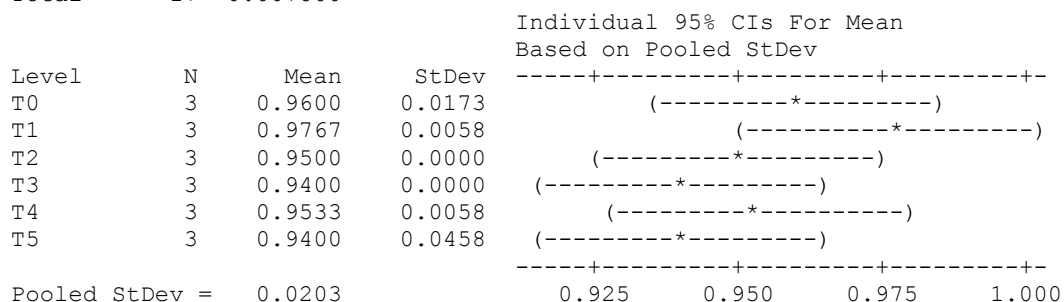 Individual 95% CIs For Mean
Based on Pooled StDev
Level N Mean StDev -----+---------+---------+---------+-
T0 3 0.9600 0.0173 (---------*---------)
T1 3 0.9767 0.0058 (----------*---------)
T2 3 0.9500 0.0000 (---------*---------)
T3 3 0.9400 0.0000 (---------*---------)
T4 3 0.9533 0.0058 (---------*----------)
T5 3 0.9400 0.0458 (---------*---------)
-----+---------+---------+---------+-
Pooled StDev = 0.0203 0.925 0.950 0.975 1.000